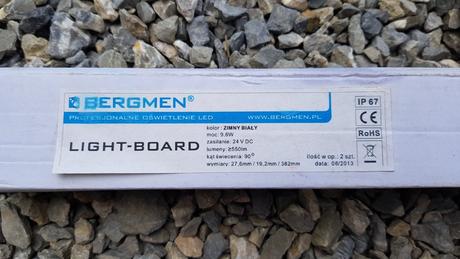 BERGMEN®
PROFESJONALNE OŚWIETLENIE LED
WWW.BERGMEN.PL
LIGHT-BOARD
kolor : ZIMNY BIAŁY
moc: 9.6W
zasilanie: 24 V DC
lumeny: ≥550lm
kąt świecenia: 90°
wymiary: 27,6mm / 19,2mm / 382mm
ilość w op.: 2 szt.
data: 06/2013
IP 67
CE
RoHS